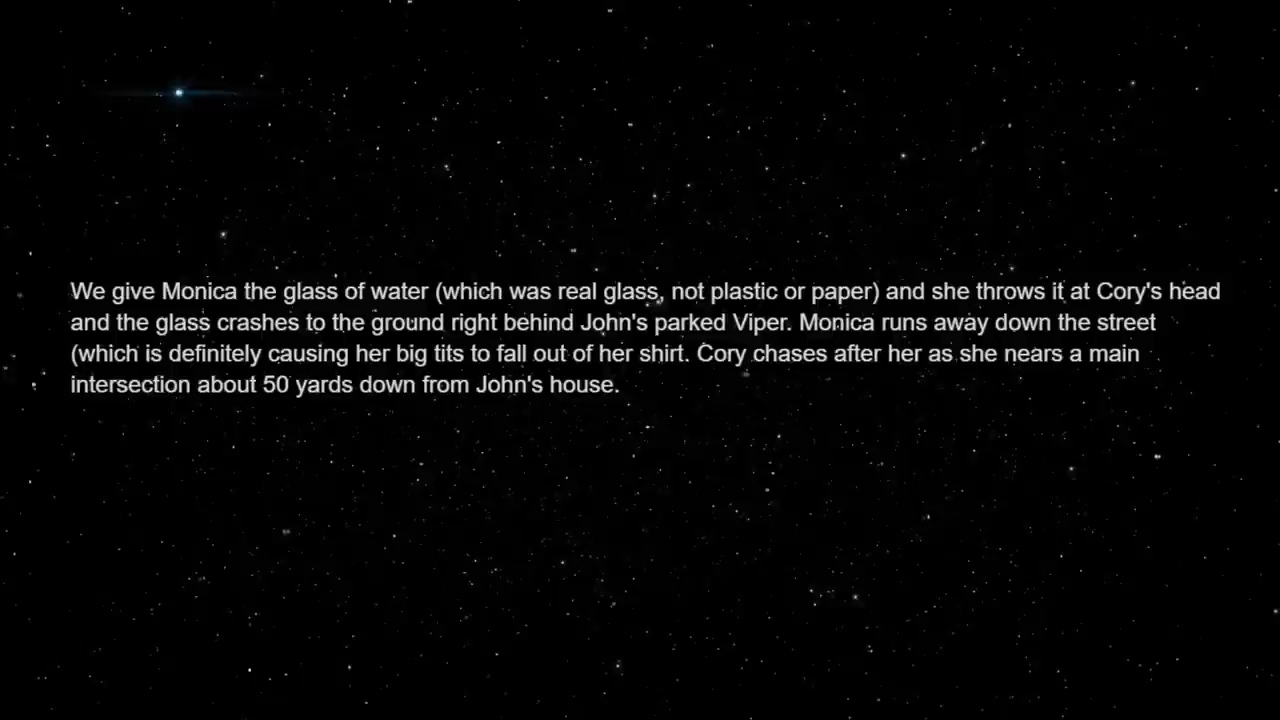 We give Monica the glass of water (which was real glass, not plastic or paper) and she throws it at Cory's head
and the glass crashes to the ground right behind John's parked Viper. Monica runs away down the street
(which is definitely causing her big tits to fall out of her shirt. Cory chases after her as she nears a main
intersection about 50 yards down from John's house.